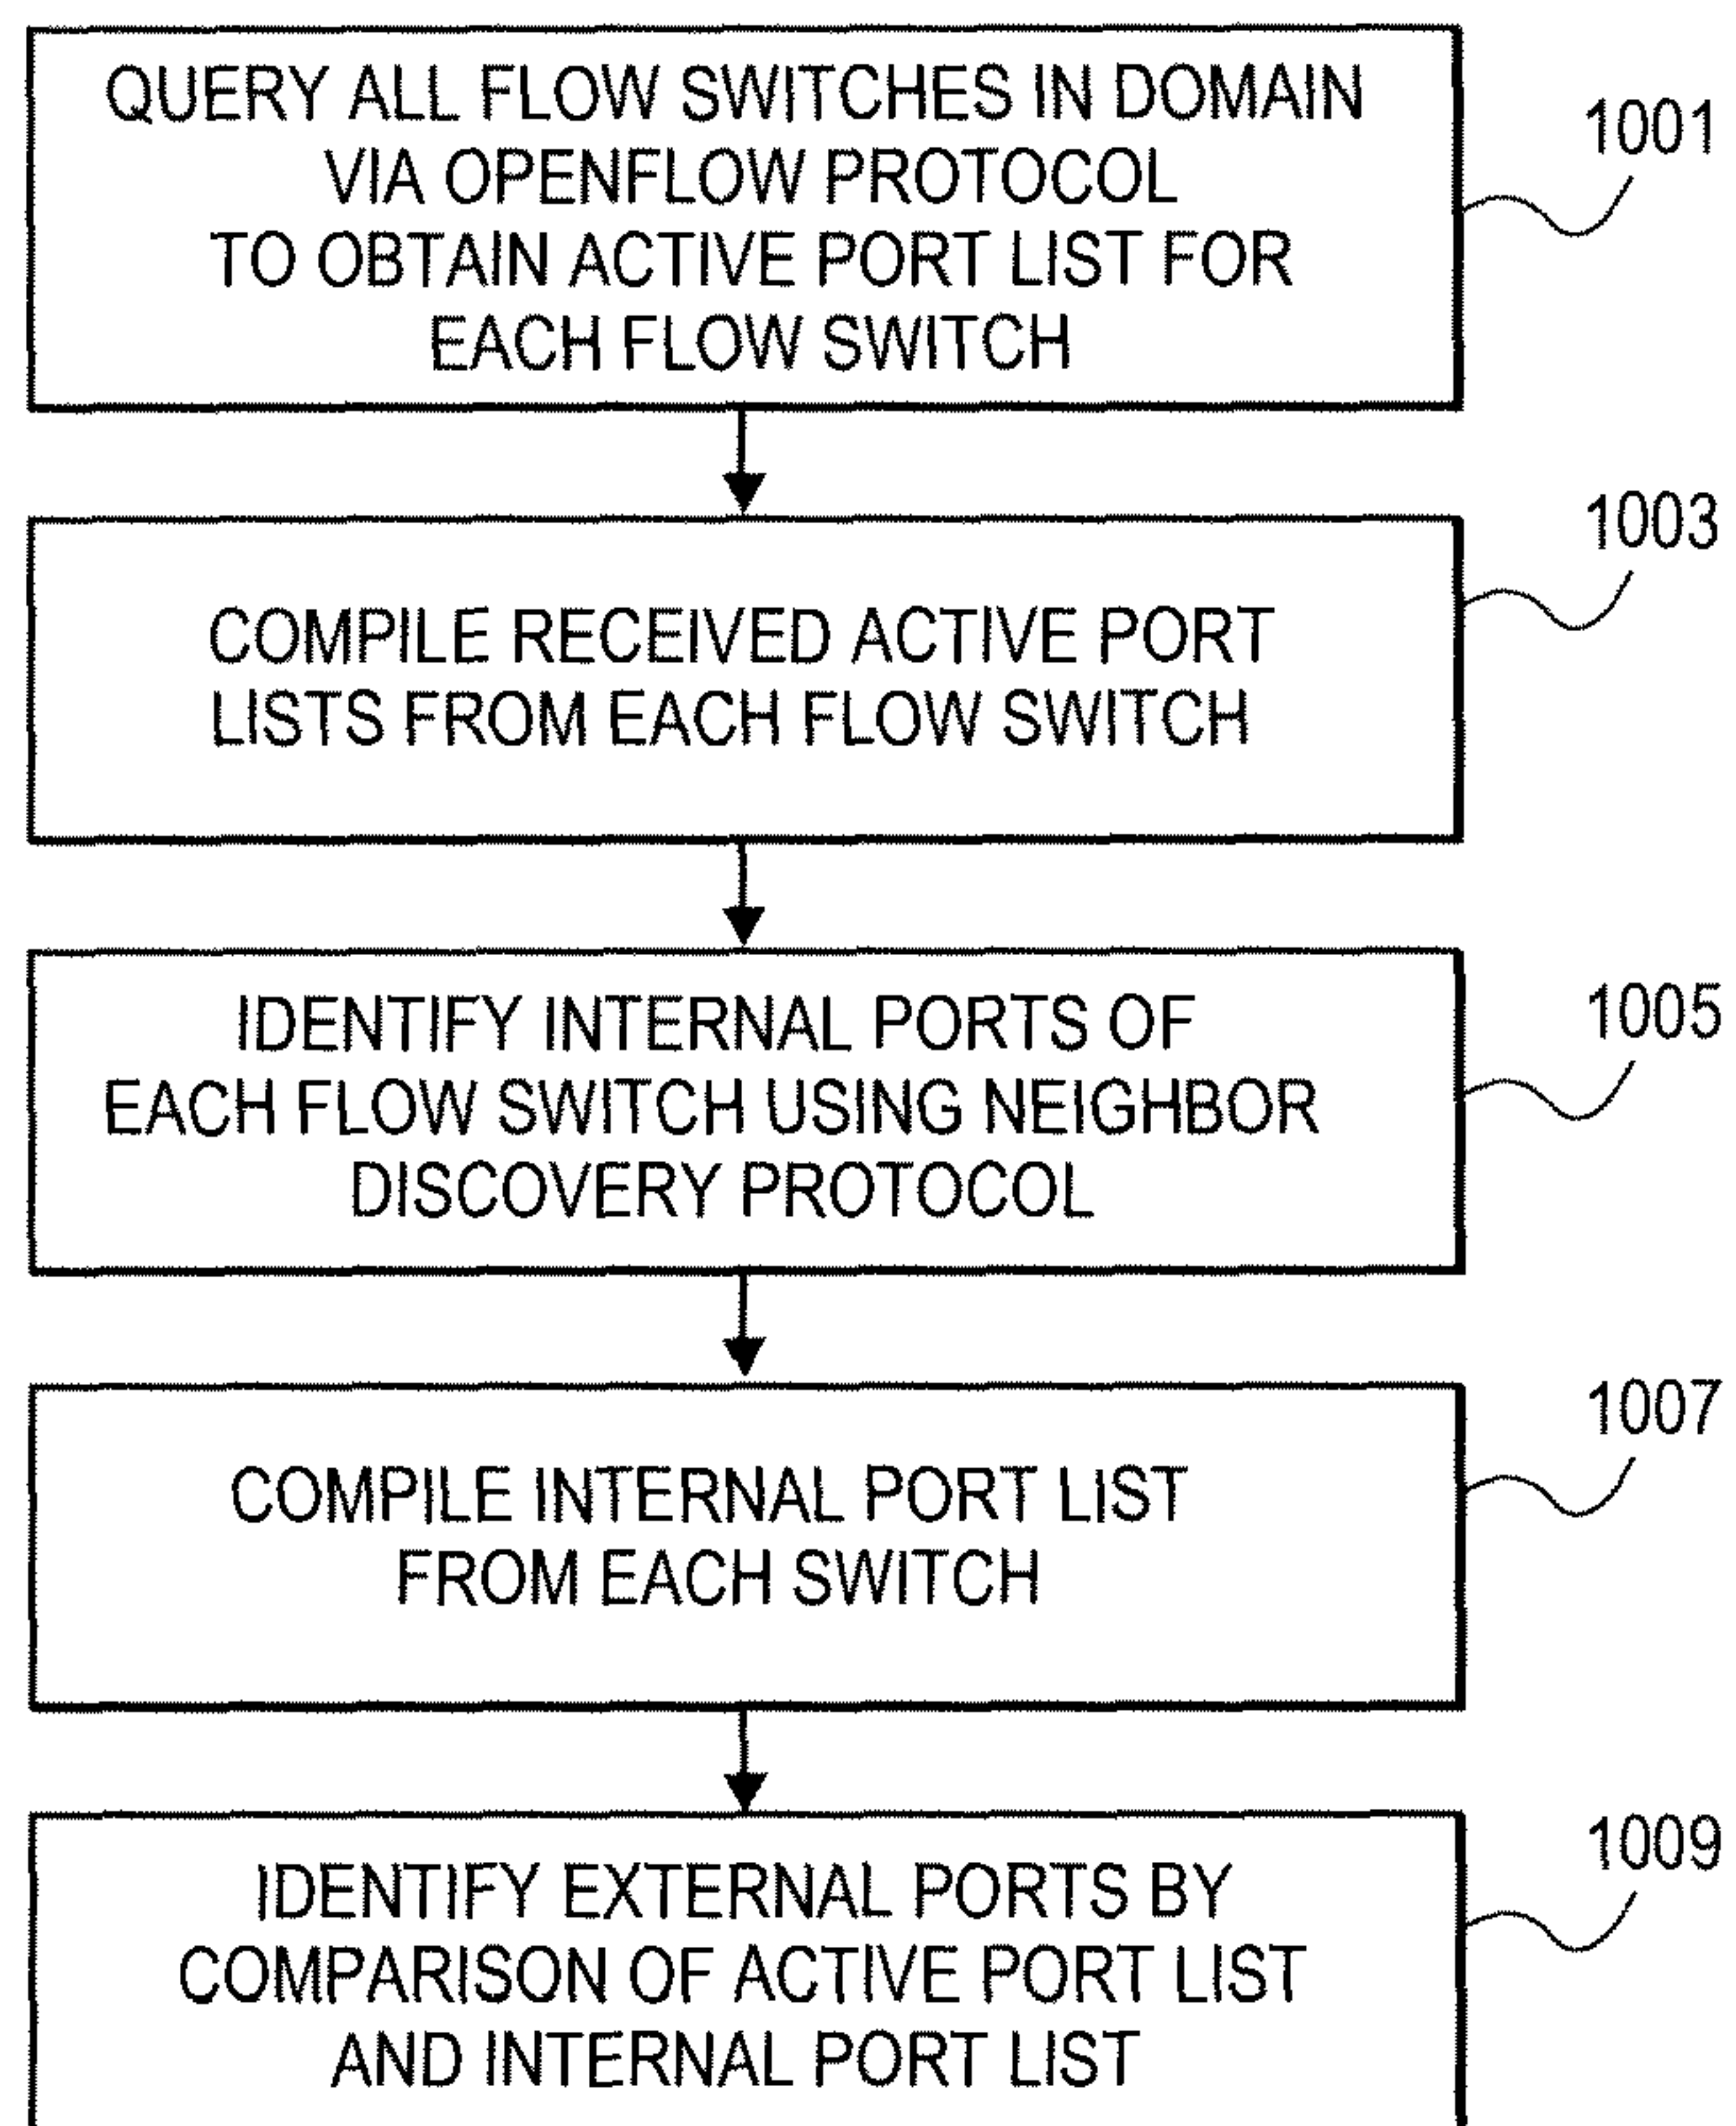 QUERY ALL FLOW SWITCHES IN DOMAIN
VIA OPENFLOW PROTOCOL
TO OBTAIN ACTIVE PORT LIST FOR
EACH FLOW SWITCH
1001
COMPILE RECEIVED ACTIVE PORT
LISTS FROM EACH FLOW SWITCH
1003
IDENTIFY INTERNAL PORTS OF
EACH FLOW SWITCH USING NEIGHBOR
DISCOVERY PROTOCOL
1005
COMPILE INTERNAL PORT LIST
FROM EACH SWITCH
1007
IDENTIFY EXTERNAL PORTS BY
COMPARISON OF ACTIVE PORT LIST
AND INTERNAL PORT LIST
1009